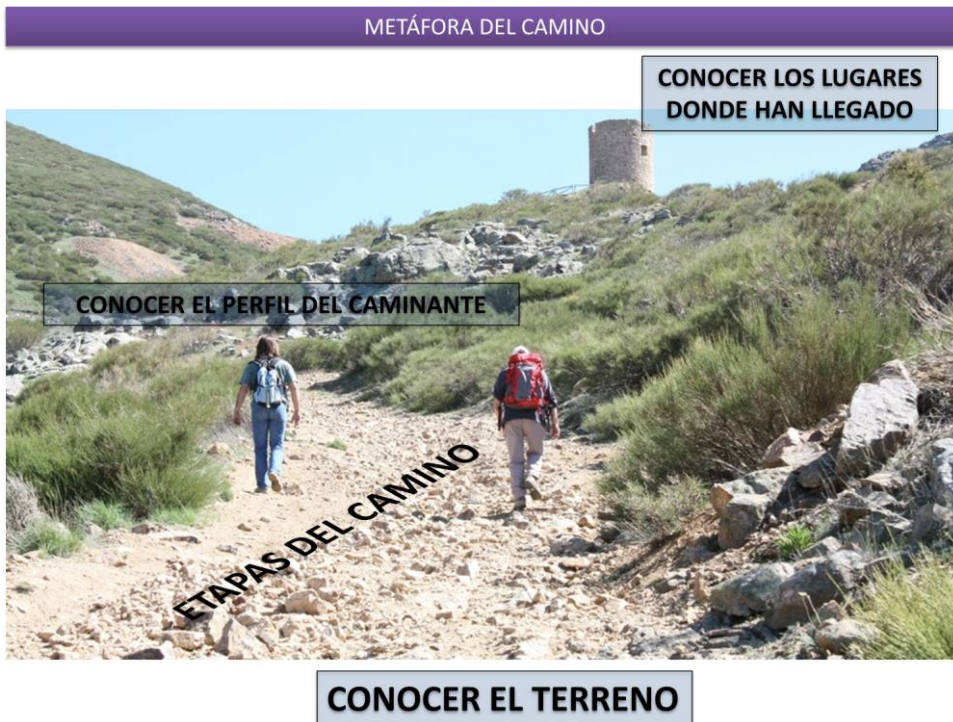 METÁFORA DEL CAMINO
CONOCER LOS LUGARES
DONDE HAN LLEGADO
CONOCER EL PERFIL DEL CAMINANTE
ETAPAS DEL CAMINO
CONOCER EL TERRENO